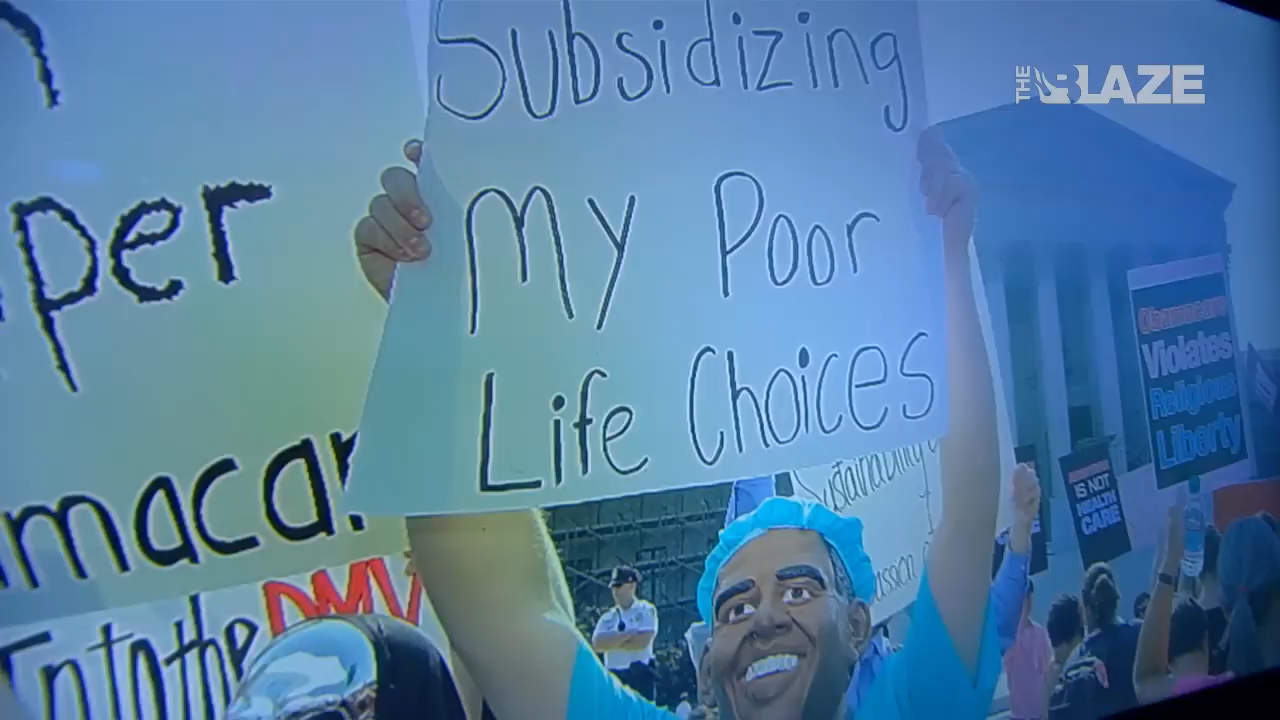 THE BLAZE
Subsidizing
My Poor
Life Choices
per
Into the DMV
Obamacare
Violates
Religious
Liberty
IS NOT
HEALTH
CARE
Sustainability